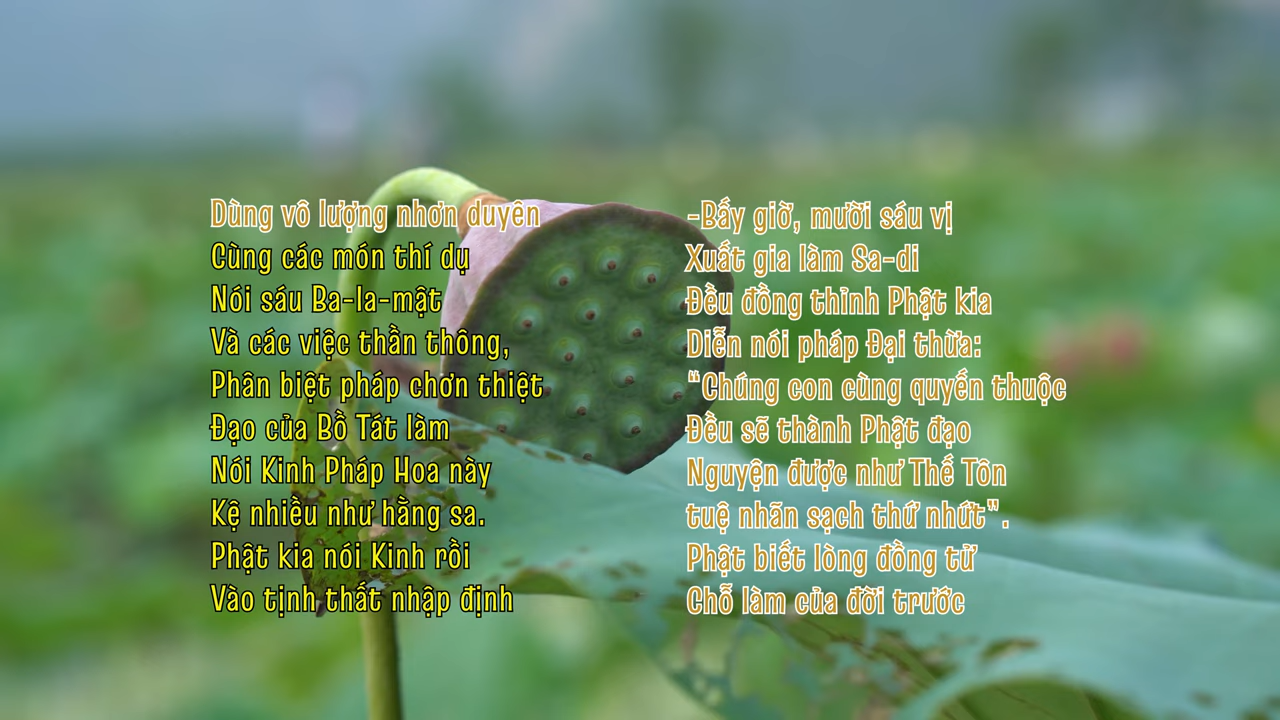 Dùng vô lượng nhơn duyên
Cùng các món thí dụ
Nói sáu Ba-la-mật
Và các việc thần thông,
Phân biệt pháp chơn thiệt
Đạo của Bồ Tát làm
Nói Kinh Pháp Hoa này
Kệ nhiều như hằng sa.
Phật kia nói Kinh rồi
Vào tịnh thất nhập định
-Bấy giờ, mười sáu vị
Xuất gia làm Sa-di
Đều đồng thỉnh Phật kia
Diễn nói pháp Đại thừa:
“Chúng con cùng quyến thuộc
Đều sẽ thành Phật đạo
Nguyện được như Thế Tôn
tuệ nhãn sạch thứ nhứt”.
Phật biết lòng đồng tử
Chỗ làm của đời trước